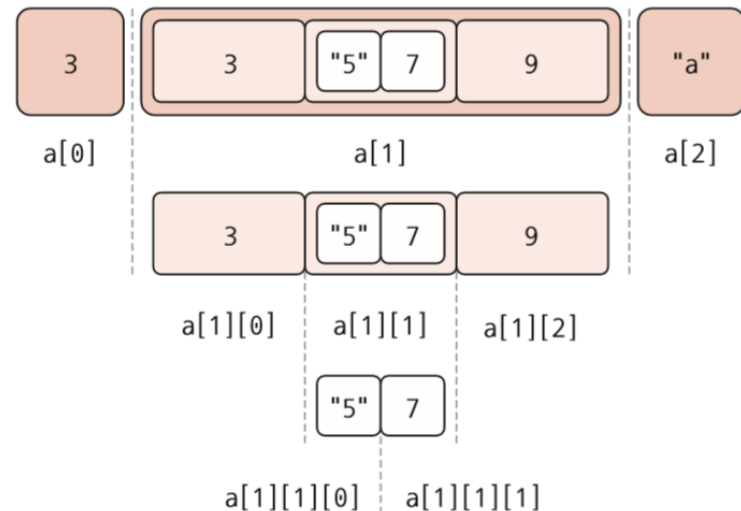 3 3 "5" 7 9 "a"
a[0] a[1] a[2]
3 "5" 7 9
a[1][0] a[1][1] a[1][2]
"5" 7
a[1][1][0] a[1][1][1]